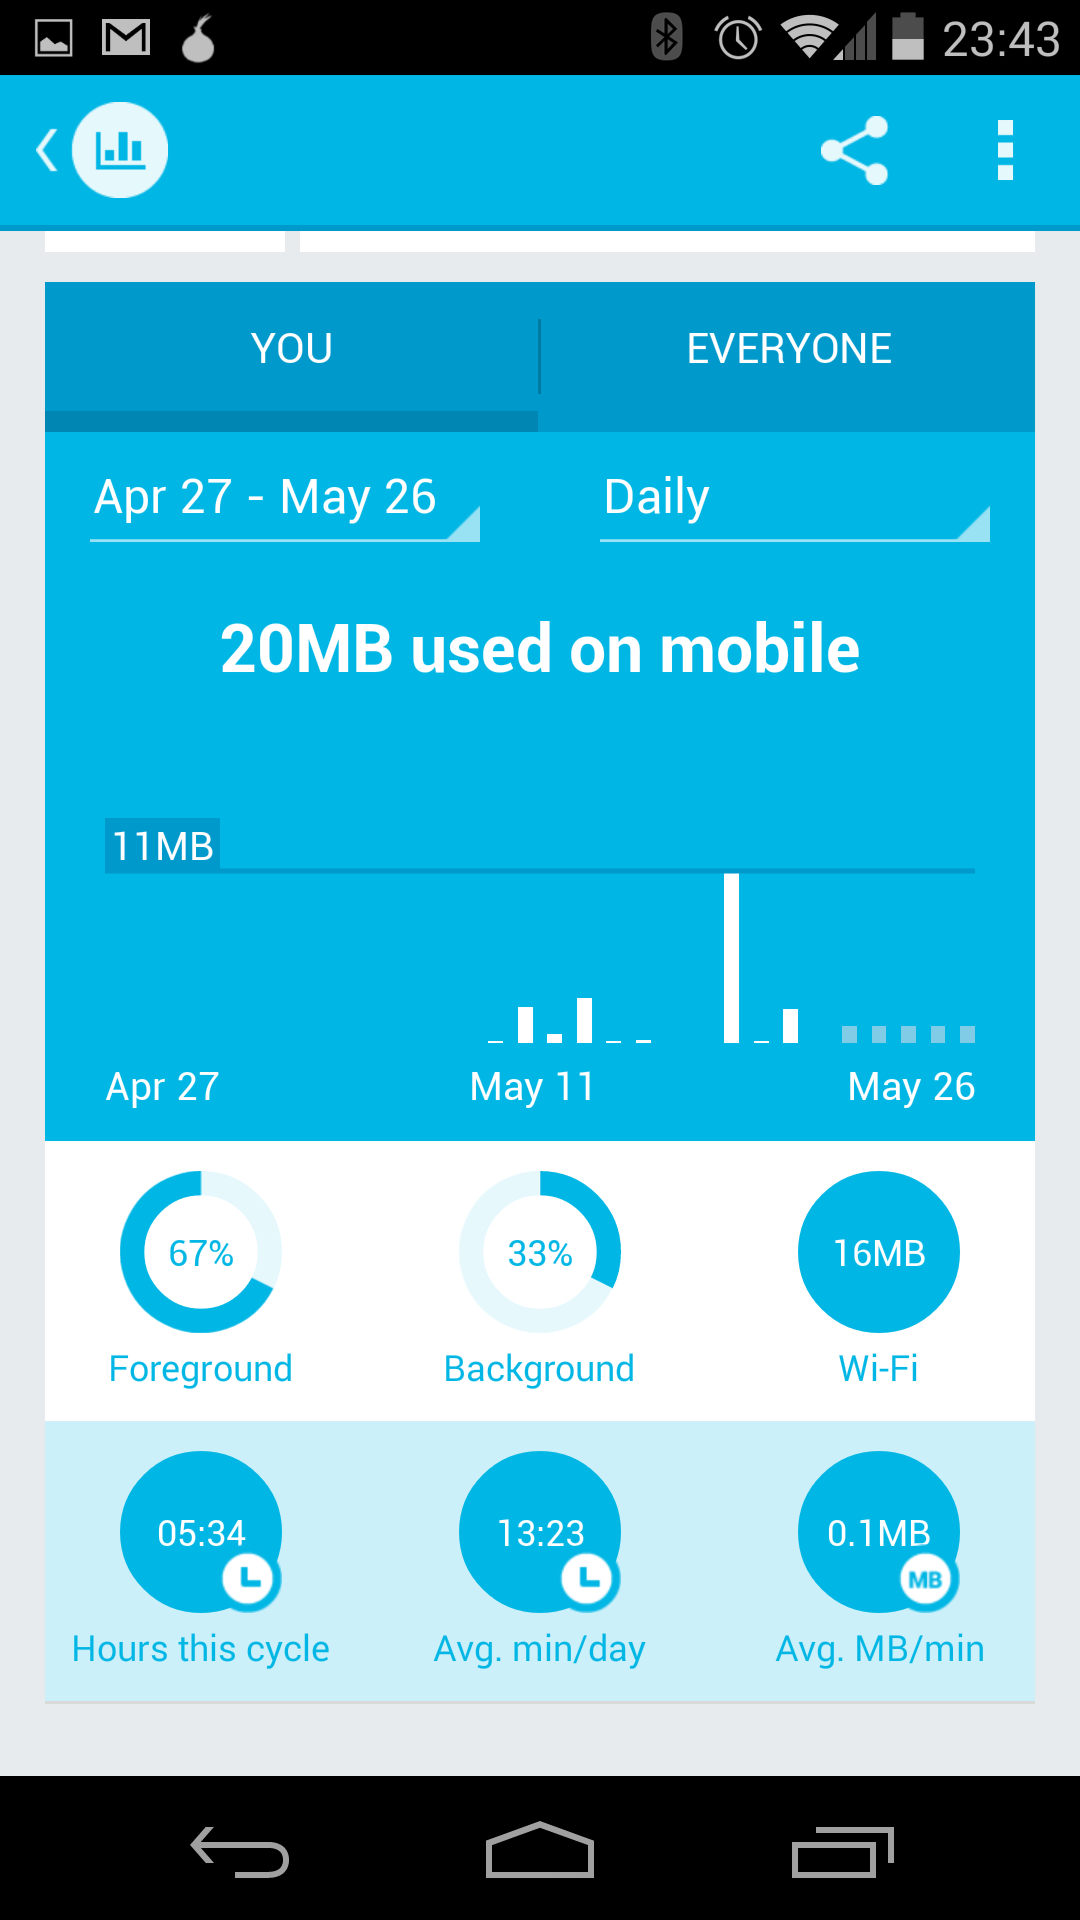 23:43
YOU EVERYONE
Apr 27 - May 26 Daily
20MB used on mobile
11MB
Apr 27 May 11 May 26
67% 33% 16MB
Foreground Background Wi-Fi
05:34 13:23 0.1MB
MB
Hours this cycle Avg. min/day Avg. MB/min